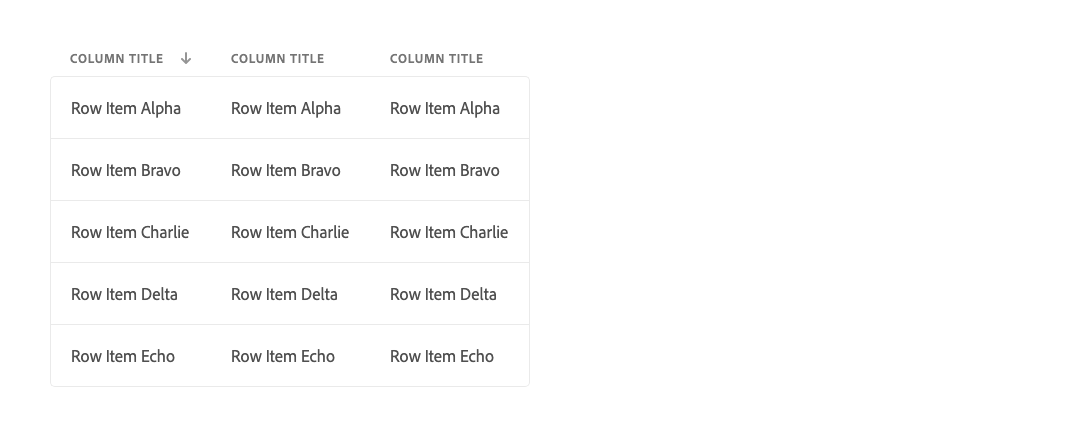 COLUMN TITLE COLUMN TITLE COLUMN TITLE
Row Item Alpha Row Item Alpha Row Item Alpha
Row Item Bravo Row Item Bravo Row Item Bravo
Row Item Charlie Row Item Charlie Row Item Charlie
Row Item Delta Row Item Delta Row Item Delta
Row Item Echo Row Item Echo Row Item Echo